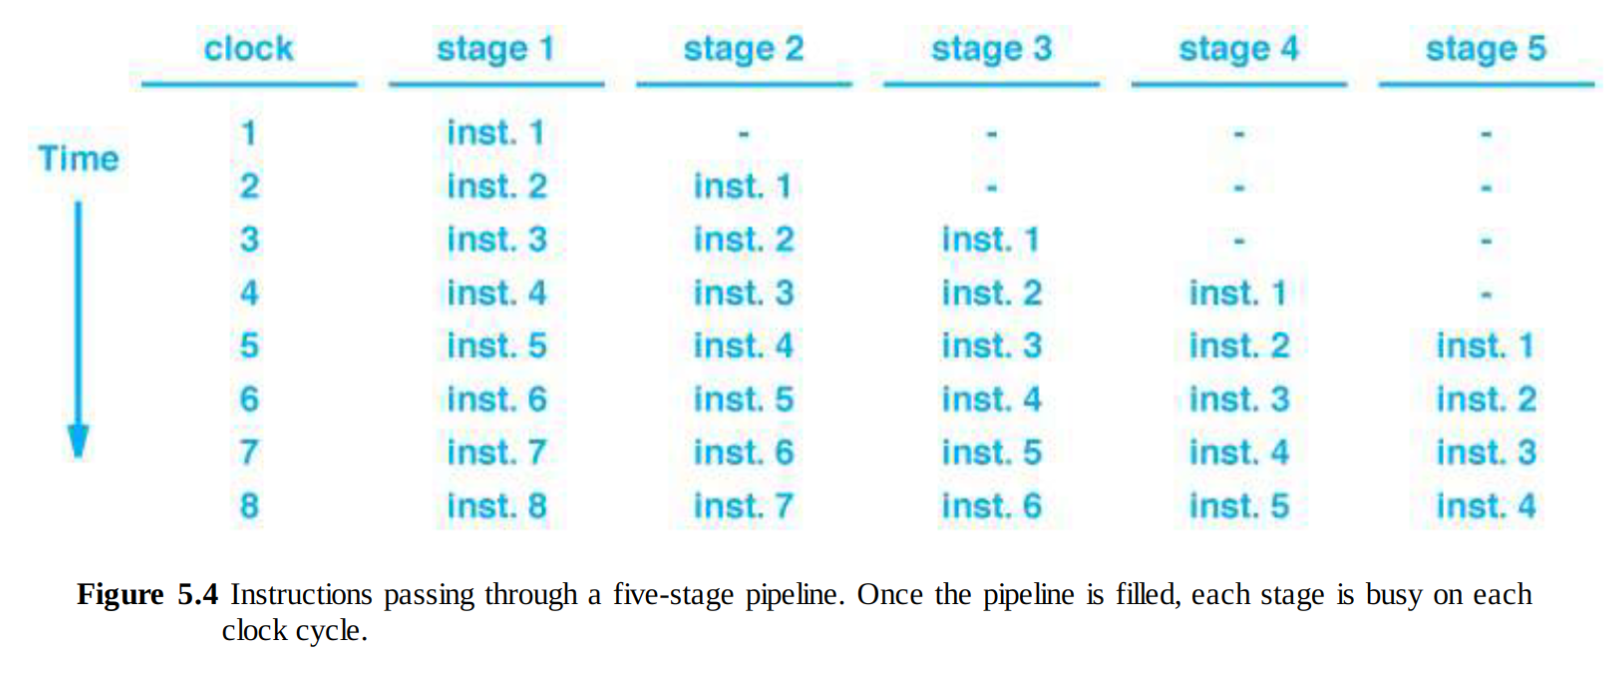 clock stage 1 stage 2 stage 3 stage 4 stage 5
1 inst. 1 - - - -
Time
2 inst. 2 inst. 1 - - -
3 inst. 3 inst. 2 inst. 1 - -
4 inst. 4 inst. 3 inst. 2 inst. 1 -
5 inst. 5 inst. 4 inst. 3 inst. 2 inst. 1
6 inst. 6 inst. 5 inst. 4 inst. 3 inst. 2
7 inst. 7 inst. 6 inst. 5 inst. 4 inst. 3
8 inst. 8 inst. 7 inst. 6 inst. 5 inst. 4
Figure 5.4 Instructions passing through a five-stage pipeline. Once the pipeline is filled, each stage is busy on each
clock cycle.